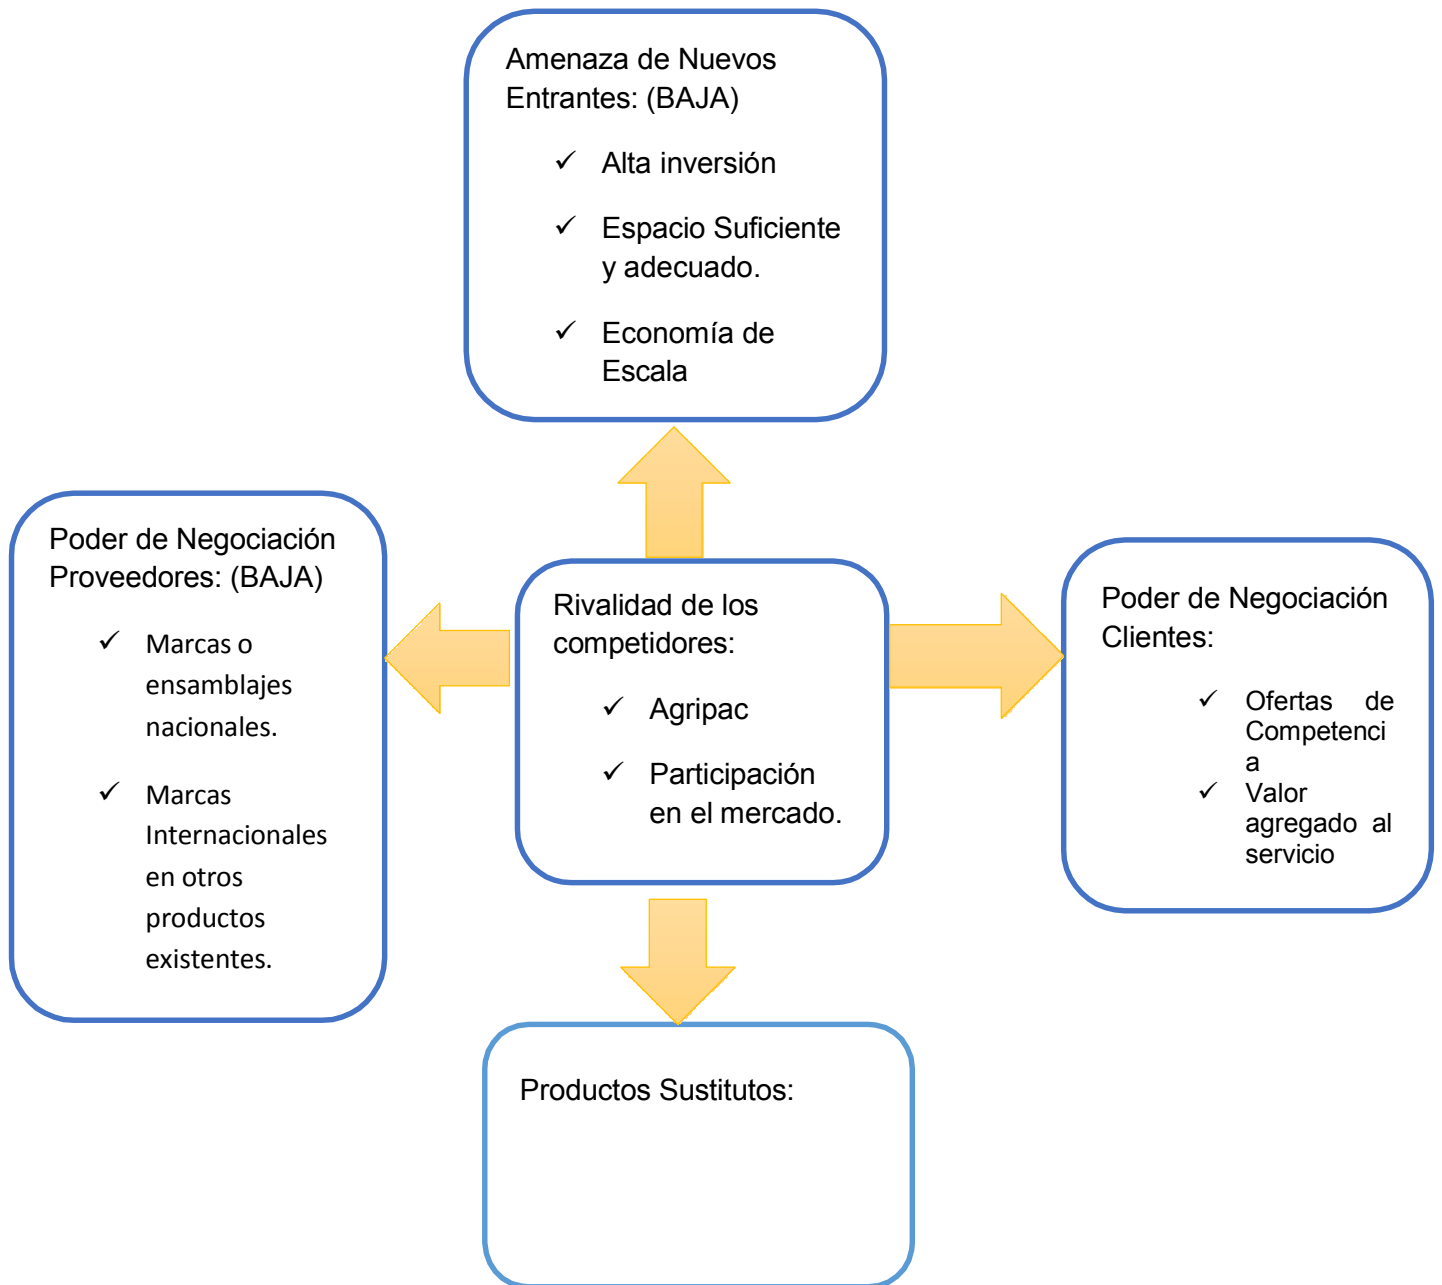 Amenaza de Nuevos
Entrantes: (BAJA)
✓ Alta inversión
✓ Espacio Suficiente
y adecuado.
✓ Economía de
Escala
Poder de Negociación
Proveedores: (BAJA)
✓ Marcas o
ensamblajes
nacionales.
✓ Marcas
Internacionales
en otros
productos
existentes.
Rivalidad de los
competidores:
✓ Agripac
✓ Participación
en el mercado.
Poder de Negociación
Clientes:
✓ Ofertas de
Competenci
a
✓ Valor
agregado al
servicio
Productos Sustitutos: